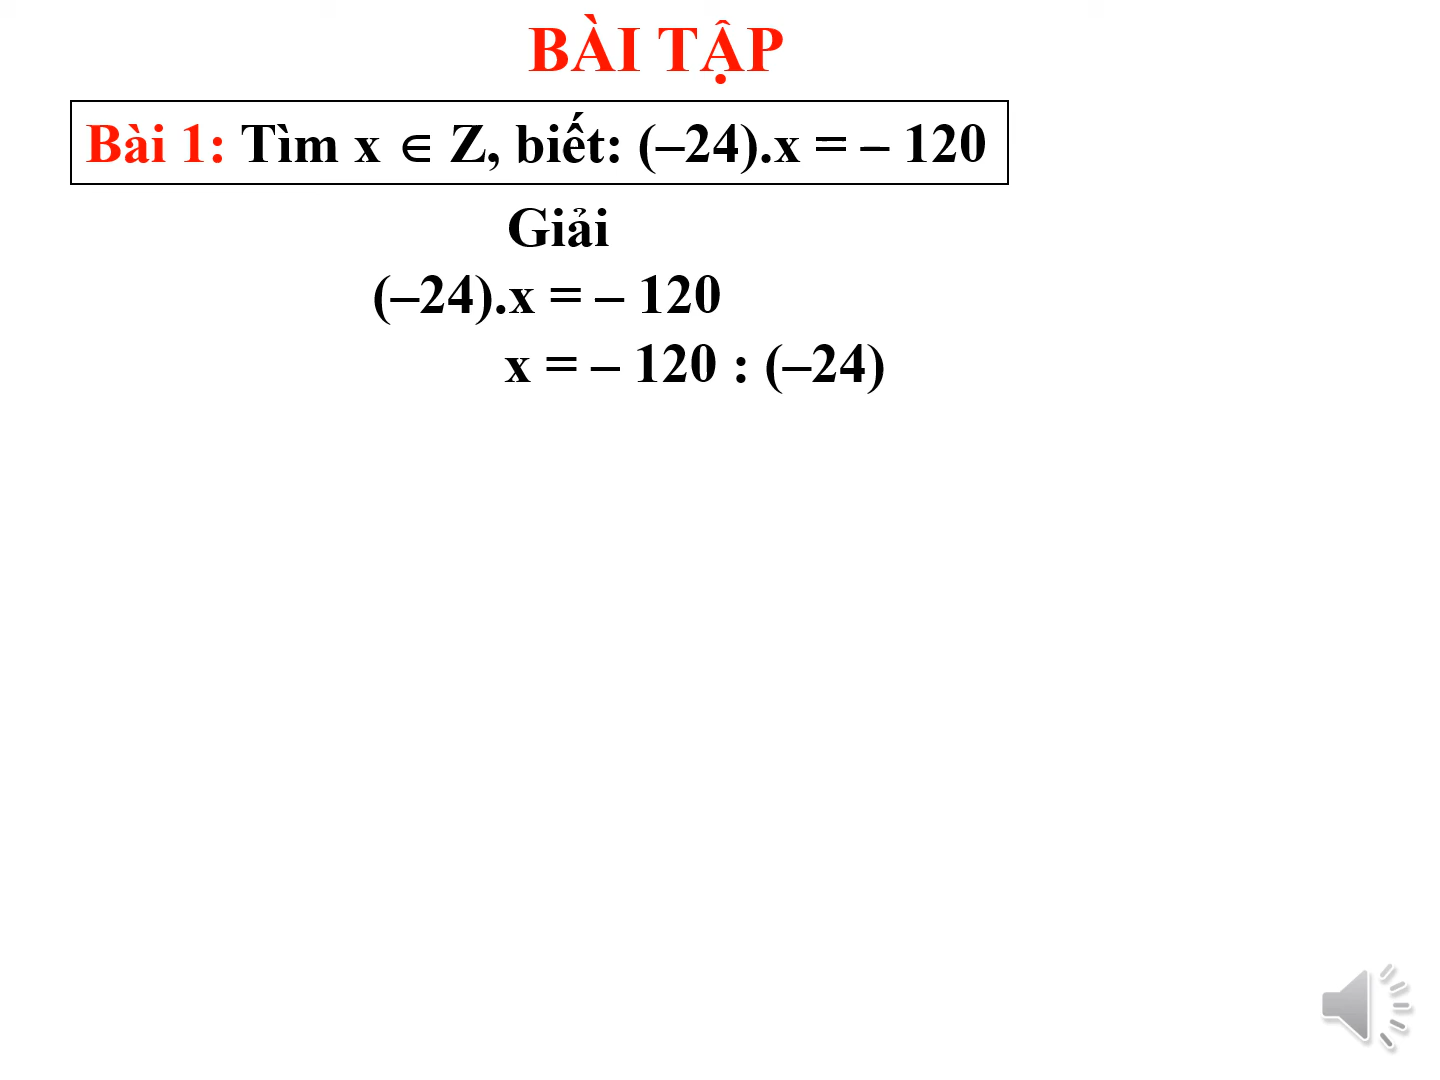 BÀI TẬP
Bài 1: Tìm x ∈ Z, biết: (–24).x = – 120
Giải
(–24).x = – 120
x = – 120 : (–24)